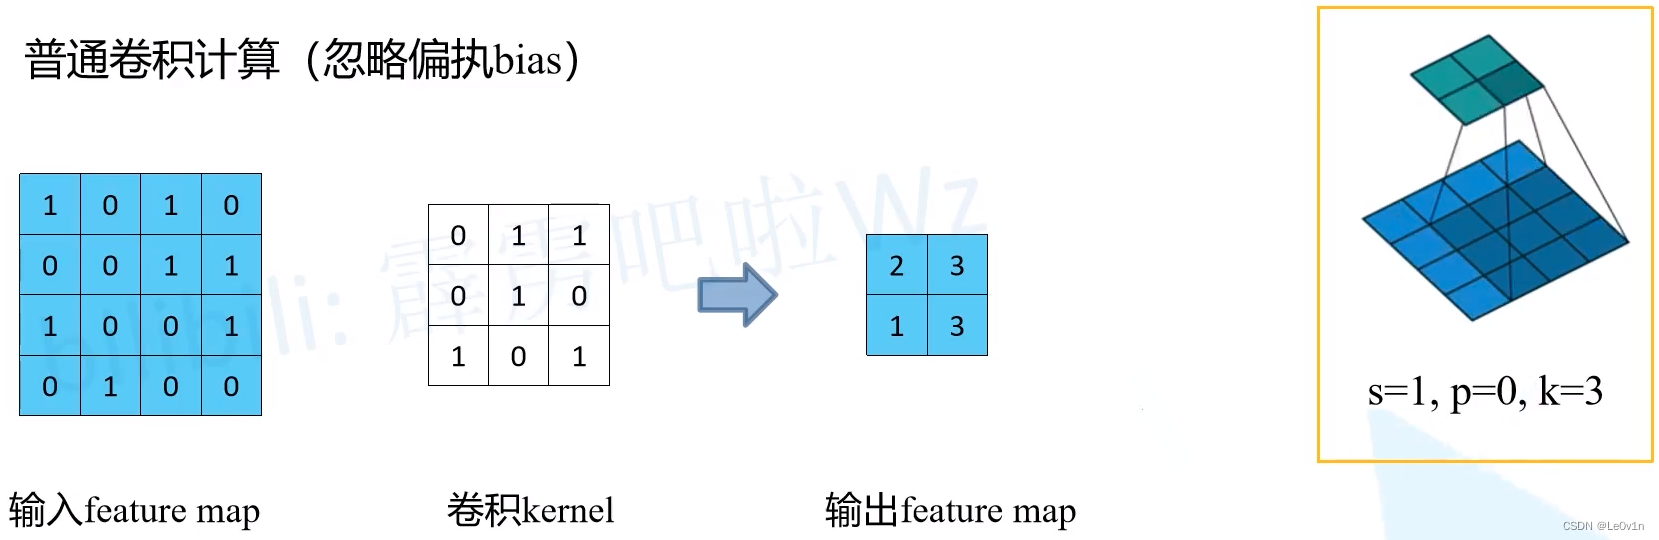 普通卷积计算（忽略偏执bias）
1 0 1 0
0 0 1 1
1 0 0 1
0 1 0 0
0 1 1
0 1 0
1 0 1
2 3
1 3
s=1, p=0, k=3
输入feature map
卷积kernel
输出feature map
bilibili: 霹雳吧啦Wz
CSDN @Le0v1n